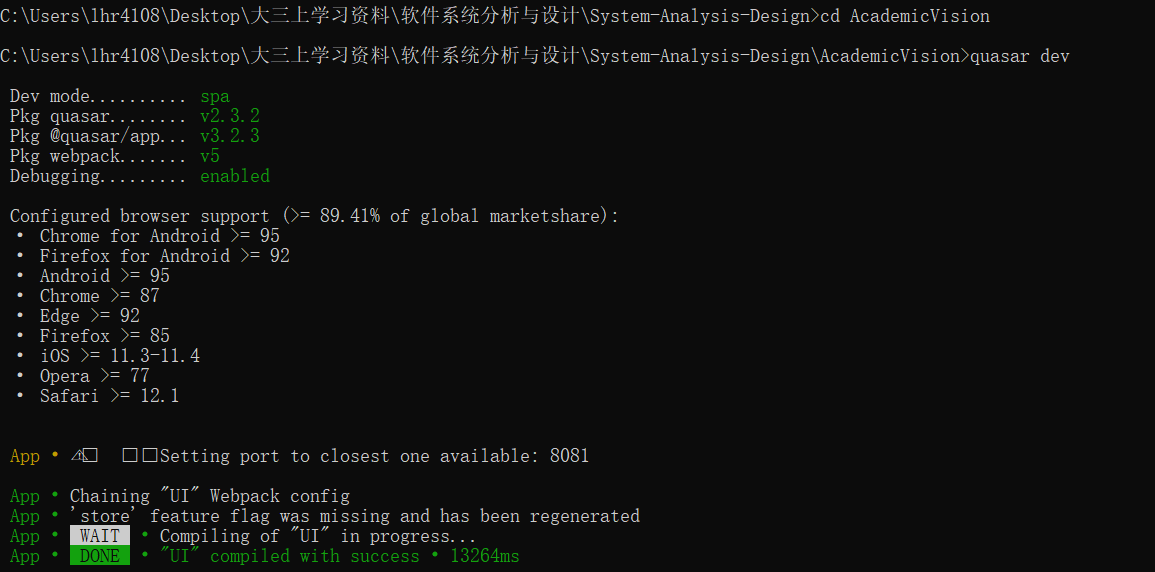 C:\Users\lhr4108\Desktop\大三上学习资料\软件系统分析与设计\System-Analysis-Design>cd AcademicVision
C:\Users\lhr4108\Desktop\大三上学习资料\软件系统分析与设计\System-Analysis-Design\AcademicVision>quasar dev
Dev mode.......... spa
Pkg quasar........ v2.3.2
Pkg @quasar/app... v3.2.3
Pkg webpack....... v5
Debugging......... enabled
Configured browser support (>= 89.41% of global marketshare):
• Chrome for Android >= 95
• Firefox for Android >= 92
• Android >= 95
• Chrome >= 87
• Edge >= 92
• Firefox >= 85
• iOS >= 11.3-11.4
• Opera >= 77
• Safari >= 12.1
App • ⚠□ □□Setting port to closest one available: 8081
App • Chaining "UI" Webpack config
App • 'store' feature flag was missing and has been regenerated
App • WAIT • Compiling of "UI" in progress...
App • DONE • "UI" compiled with success • 13264ms